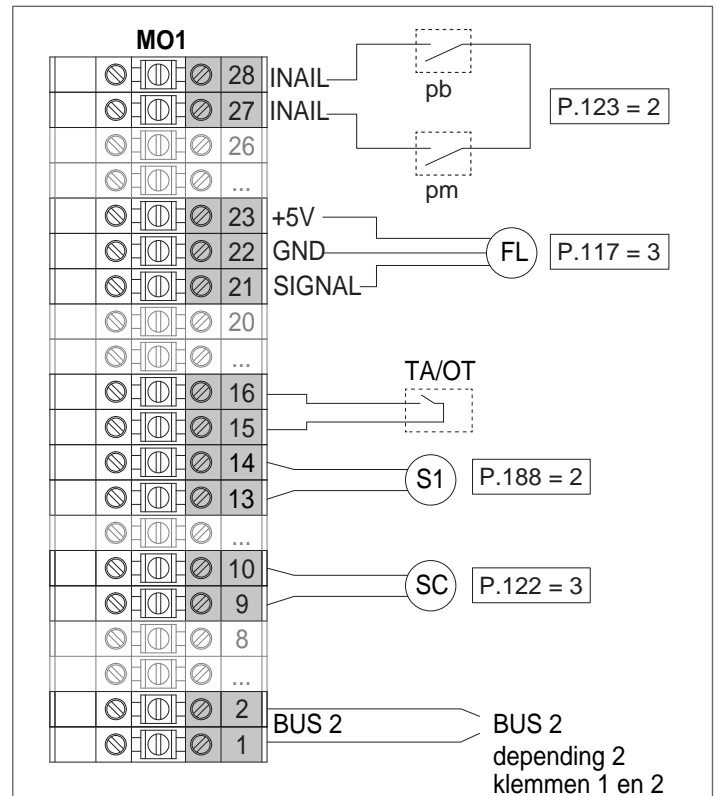 MO1
28 INAIL
27 INAIL
pb
pm
P.123 = 2
26
...
23 +5V
22 GND
21 SIGNAL
FL
P.117 = 3
20
...
TA/OT
16
15
14
13
S1
P.188 = 2
...
10
9
SC
P.122 = 3
8
...
2
1
BUS 2
BUS 2
depending 2
klemmen 1 en 2